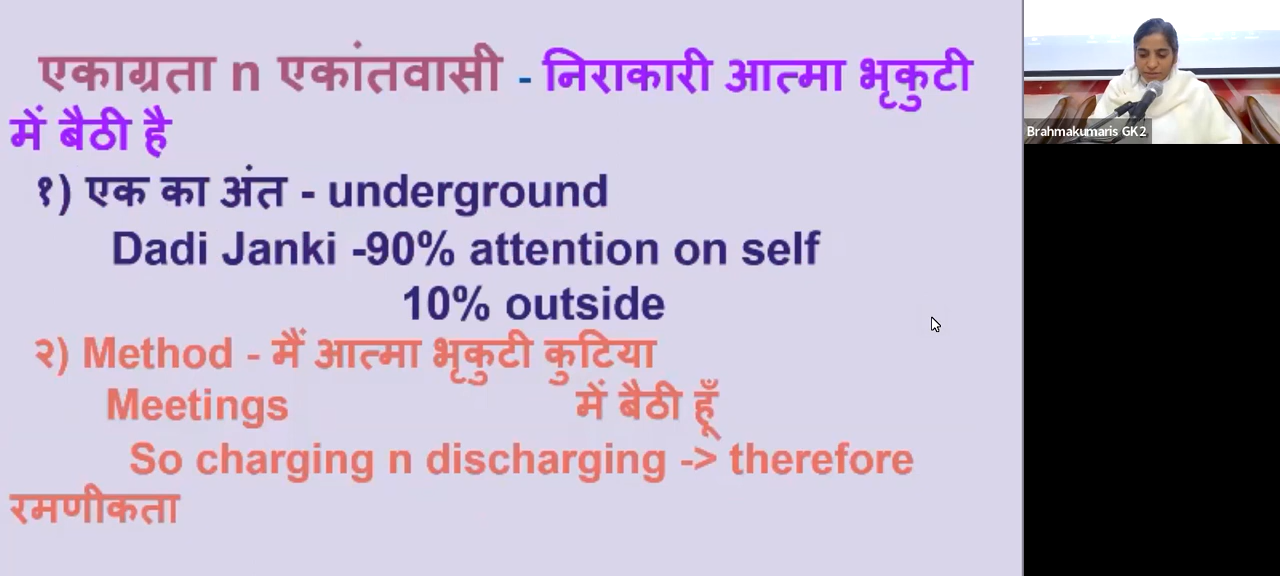 एकाग्रता n एकांतवासी - निराकारी आत्मा भृकुटी
में बैठी है
१) एक का अंत - underground
Dadi Janki -90% attention on self
10% outside
२) Method - मैं आत्मा भृकुटी कुटिया
Meetings में बैठी हूँ
So charging n discharging -> therefore
रमणीकता
Brahmakumaris GK2